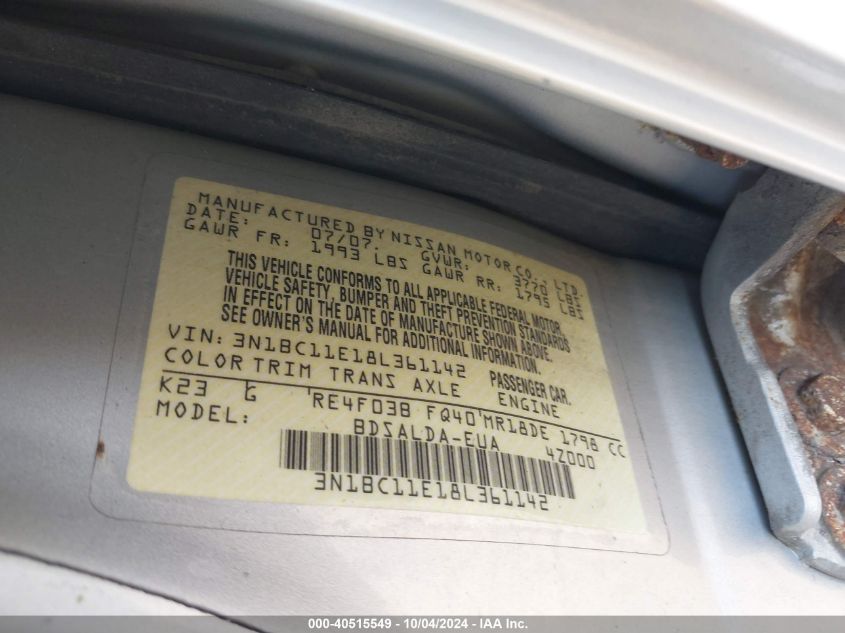 MANUFACTURED BY NISSAN MOTOR CO., LTD.
DATE: 07/07. GVWR: 3770 LBS
GAWR FR: 1993 LBS GAWR RR: 1795 LBS
THIS VEHICLE CONFORMS TO ALL APPLICABLE FEDERAL MOTOR
VEHICLE SAFETY, BUMPER AND THEFT PREVENTION STANDARDS
IN EFFECT ON THE DATE OF MANUFACTURE SHOWN ABOVE.
SEE OWNER'S MANUAL FOR ADDITIONAL INFORMATION.
VIN: 3N1BC11E18L361142 PASSENGER CAR.
COLOR TRIM TRANS AXLE ENGINE
K23 G RE4F03B FQ40 MR18DE 1798 CC
MODEL: BDSALDA-EUA 4Z000
3N1BC11E18L361142
000-40515549 - 10/04/2024 - IAA Inc.